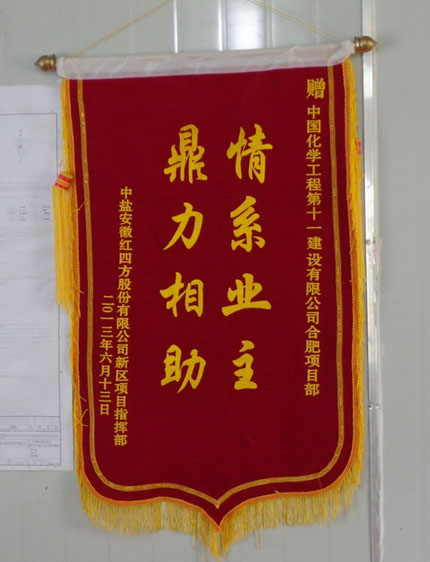 赠 中国化学工程第十一建设有限公司合肥项目部
情系业主
鼎力相助
中盐安徽红四方股份有限公司新区项目指挥部
二〇一三年六月十三日